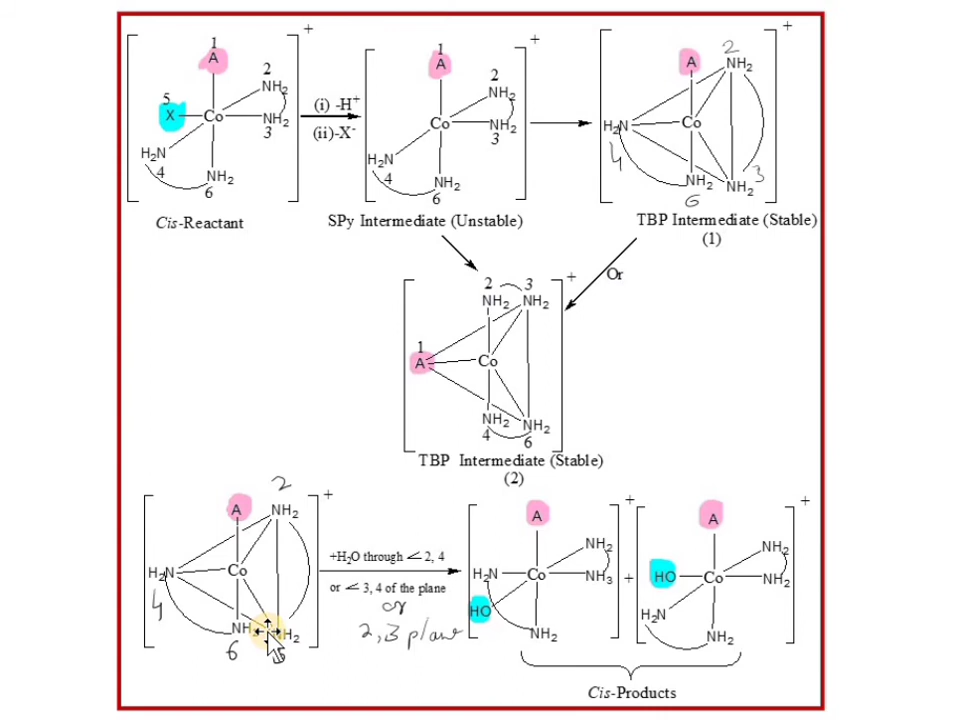 +
+
+
1
A
5
X
Co
2
NH2
NH2
3
H2N
4
NH2
6
Cis-Reactant
(i) -H+
(ii)-X-
1
A
2
NH2
Co
NH2
3
H2N
4
NH2
6
SPy Intermediate (Unstable)
A
2
NH2
H2N
Co
4
NH2
NH2
3
6
TBP Intermediate (Stable)
(1)
Or
+
2
3
NH2
NH2
1
A
Co
NH2
NH2
4
6
TBP Intermediate (Stable)
(2)
+
A
2
NH2
H2N
Co
4
6
+H2O through ∠ 2, 4
or ∠ 3, 4 of the plane
or
2,3 plane
+
A
NH2
H2N
Co
NH3
HO
NH2
+
+
A
NH2
HO
Co
NH2
H2N
NH2
Cis-Products